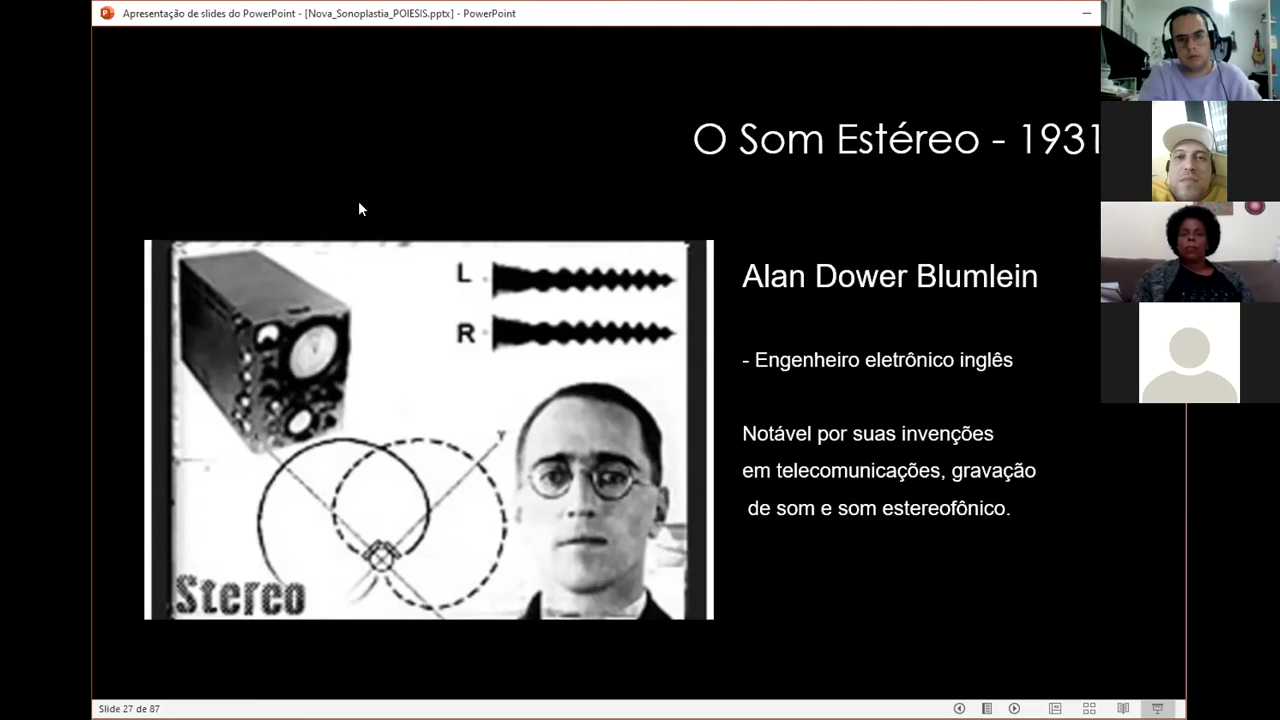 Apresentação de slides do PowerPoint - [Nova_Sonoplastia_POIESIS.pptx] - PowerPoint
O Som Estéreo - 1931
L
R
Y
Stereo
Alan Dower Blumlein
- Engenheiro eletrônico inglês
Notável por suas invenções
em telecomunicações, gravação
de som e som estereofônico.
Slide 27 de 87